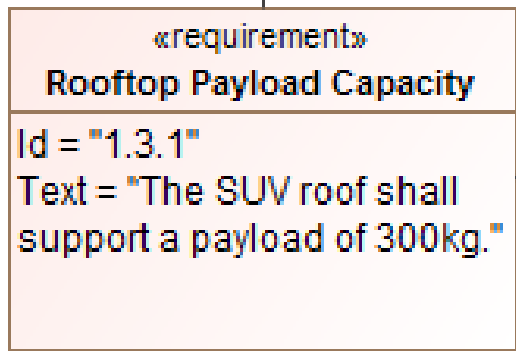 «requirement»
Rooftop Payload Capacity
Id = "1.3.1"
Text = "The SUV roof shall
support a payload of 300kg."